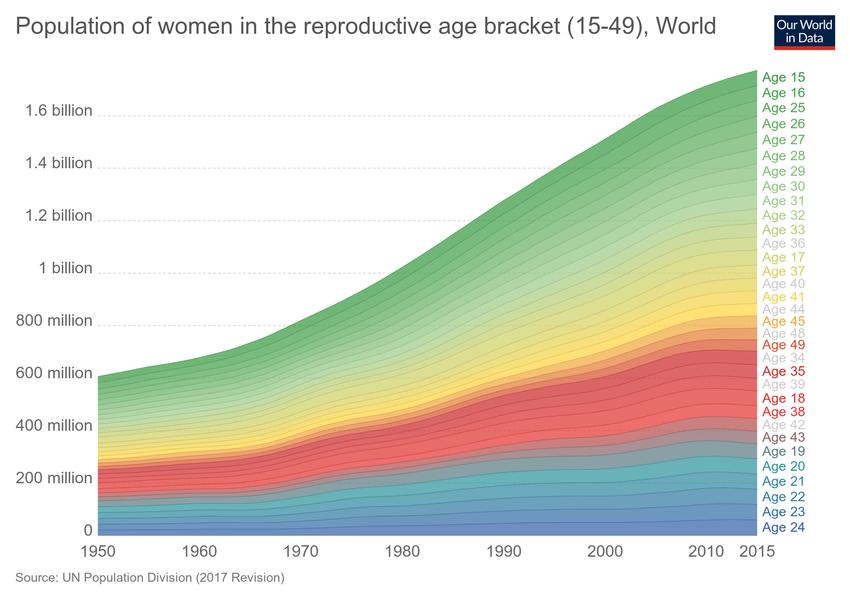 Population of women in the reproductive age bracket (15-49), World
Our World
in Data
1.6 billion
1.4 billion
1.2 billion
1 billion
800 million
600 million
400 million
200 million
0
1950
1960
1970
1980
1990
2000
2010
2015
Age 15
Age 16
Age 25
Age 26
Age 27
Age 28
Age 29
Age 30
Age 31
Age 32
Age 33
Age 36
Age 17
Age 37
Age 40
Age 41
Age 44
Age 45
Age 48
Age 49
Age 34
Age 35
Age 39
Age 18
Age 38
Age 42
Age 43
Age 19
Age 20
Age 21
Age 22
Age 23
Age 24
Source: UN Population Division (2017 Revision)